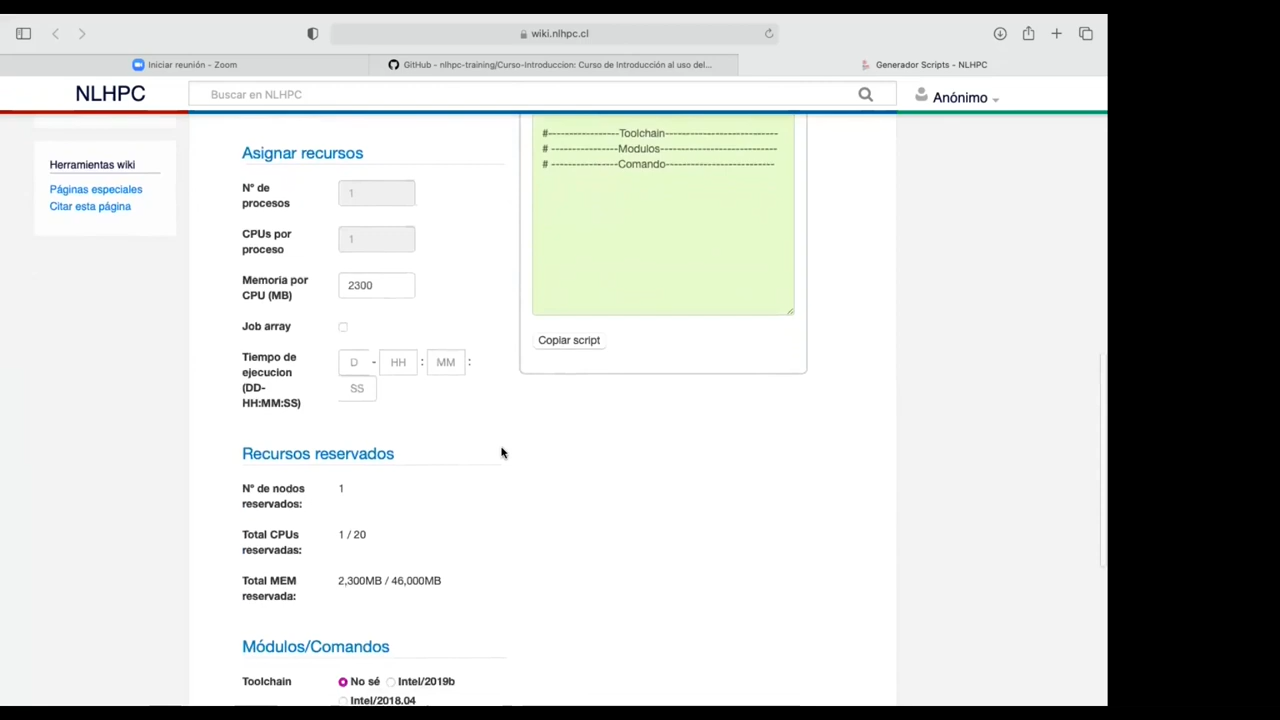 wiki.nlhpc.cl
Iniciar reunión - Zoom
GitHub - nlhpc-training/Curso-Introduccion: Curso de Introducción al uso del...
Generador Scripts - NLHPC
NLHPC
Buscar en NLHPC
Anónimo
Herramientas wiki
Páginas especiales
Citar esta página
Asignar recursos
N° de
procesos
1
CPUs por
proceso
1
Memoria por
CPU (MB)
2300
Job array
Tiempo de
ejecucion
(DD-
HH:MM:SS)
D - HH : MM :
SS
#-----------------Toolchain---------------------------
# ----------------Modulos----------------------------
# ----------------Comando--------------------------
Copiar script
Recursos reservados
N° de nodos
reservados:
1
Total CPUs
reservadas:
1 / 20
Total MEM
reservada:
2,300MB / 46,000MB
Módulos/Comandos
Toolchain
No sé Intel/2019b
Intel/2018.04